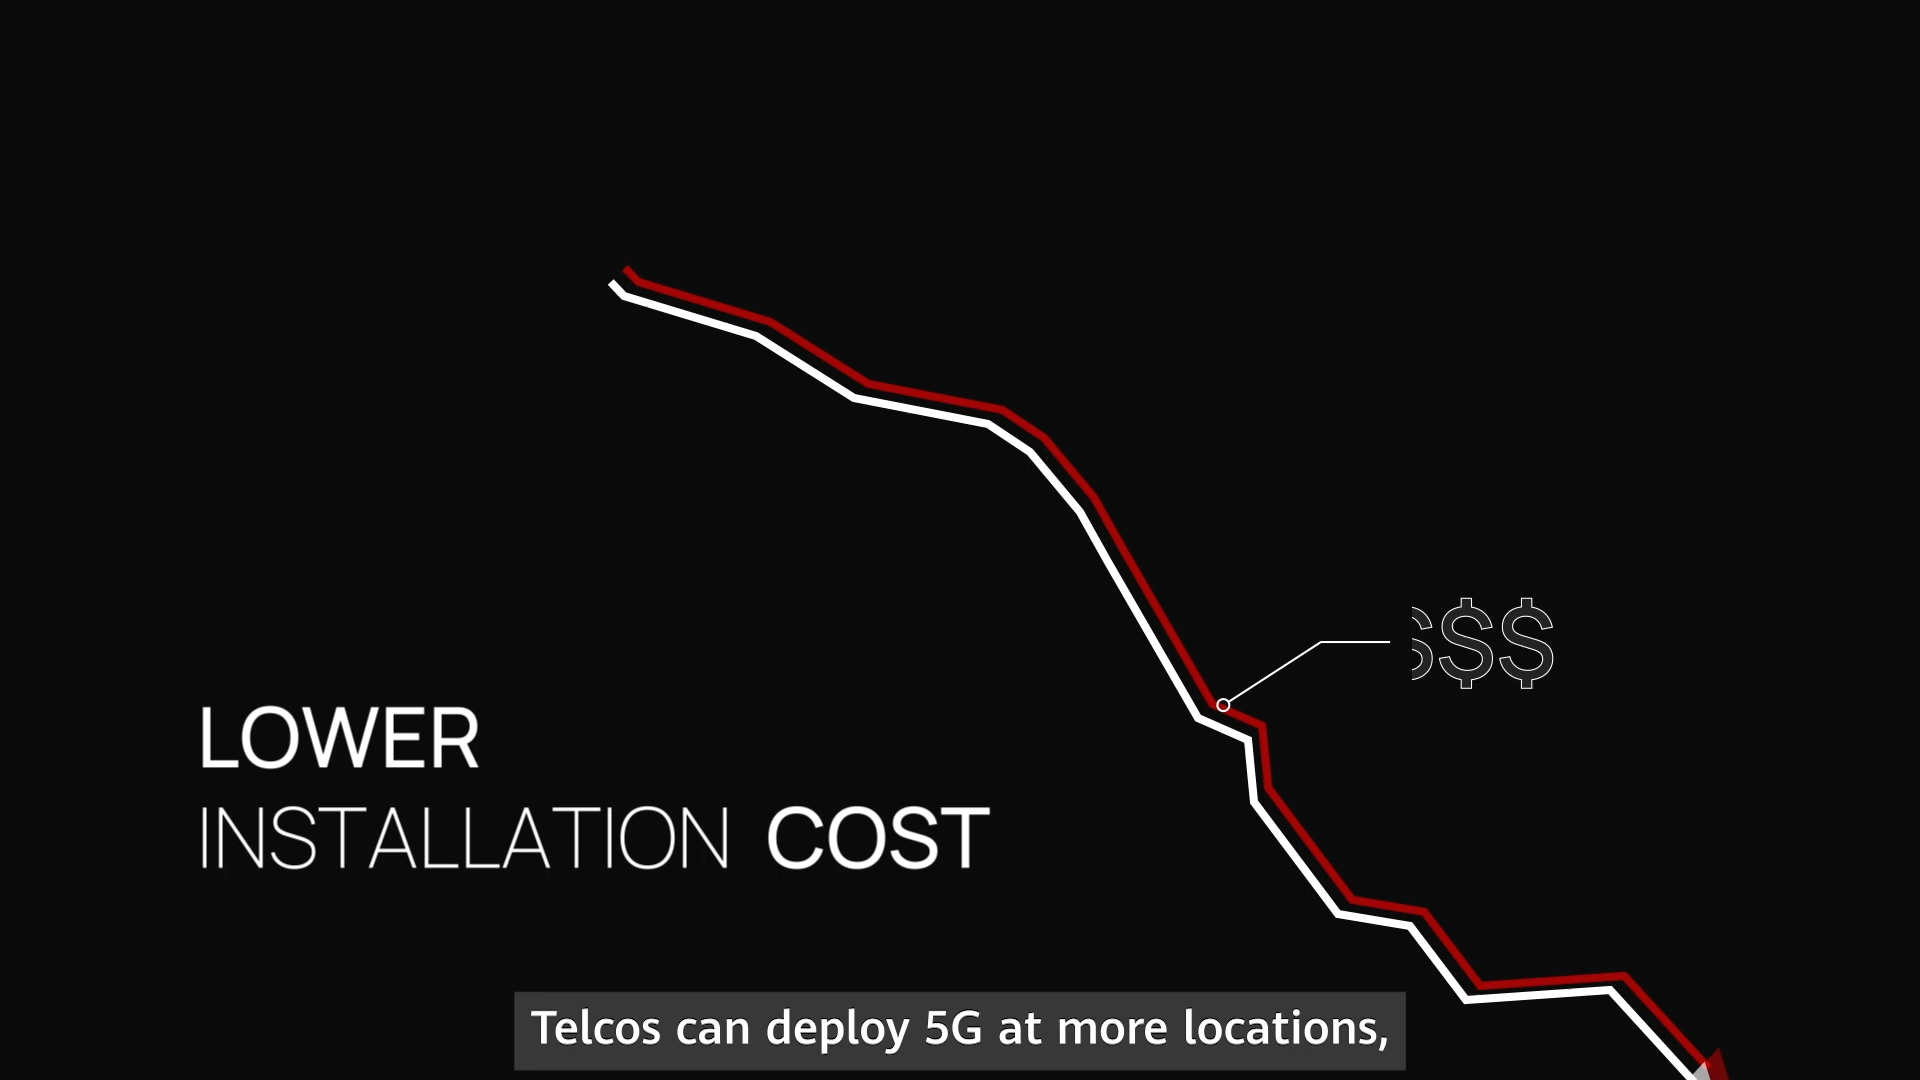 $$$
LOWER
INSTALLATION COST
Telcos can deploy 5G at more locations,